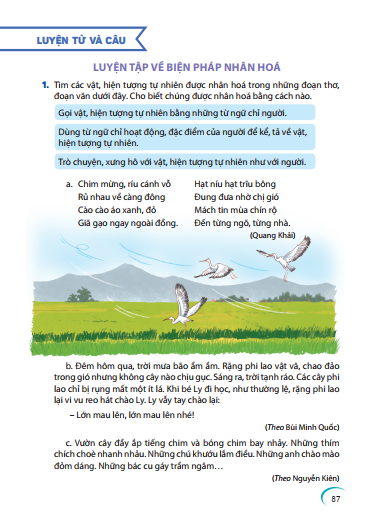 LUYỆN TỪ VÀ CÂU
LUYỆN TẬP VỀ BIỆN PHÁP NHÂN HOÁ
1. Tìm các vật, hiện tượng tự nhiên được nhân hoá trong những đoạn thơ,
đoạn văn dưới đây. Cho biết chúng được nhân hoá bằng cách nào.
Gọi vật, hiện tượng tự nhiên bằng những từ ngữ chỉ người.
Dùng từ ngữ chỉ hoạt động, đặc điểm của người để kể, tả về vật,
hiện tượng tự nhiên.
Trò chuyện, xưng hô với vật, hiện tượng tự nhiên như với người.
a. Chim mừng, ríu cánh vỗ
Rủ nhau về càng đông
Cào cào áo xanh, đỏ
Giã gạo ngay ngoài đồng.
Hạt níu hạt trĩu bông
Đung đưa nhờ chị gió
Mách tin mùa chín rộ
Đến từng ngõ, từng nhà.
(Quang Khải)
b. Đêm hôm qua, trời mưa bão ầm ầm. Rặng phi lao vật vã, chao đảo
trong gió nhưng không cây nào chịu gục. Sáng ra, trời tạnh ráo. Các cây phi
lao chỉ bị rụng mất một ít lá. Khi bé Ly đi học, như thường lệ, rặng phi lao
lại vi vu reo hát chào Ly. Ly vẫy tay chào lại:
– Lớn mau lên, lớn mau lên nhé!
(Theo Bùi Minh Quốc)
c. Vườn cây đầy ắp tiếng chim và bóng chim bay nhảy. Những thím
chích choè nhanh nhảu. Những chú khướu lắm điều. Những anh chào mào
đỏm dáng. Những bác cu gáy trầm ngâm…
(Theo Nguyễn Kiên)
87